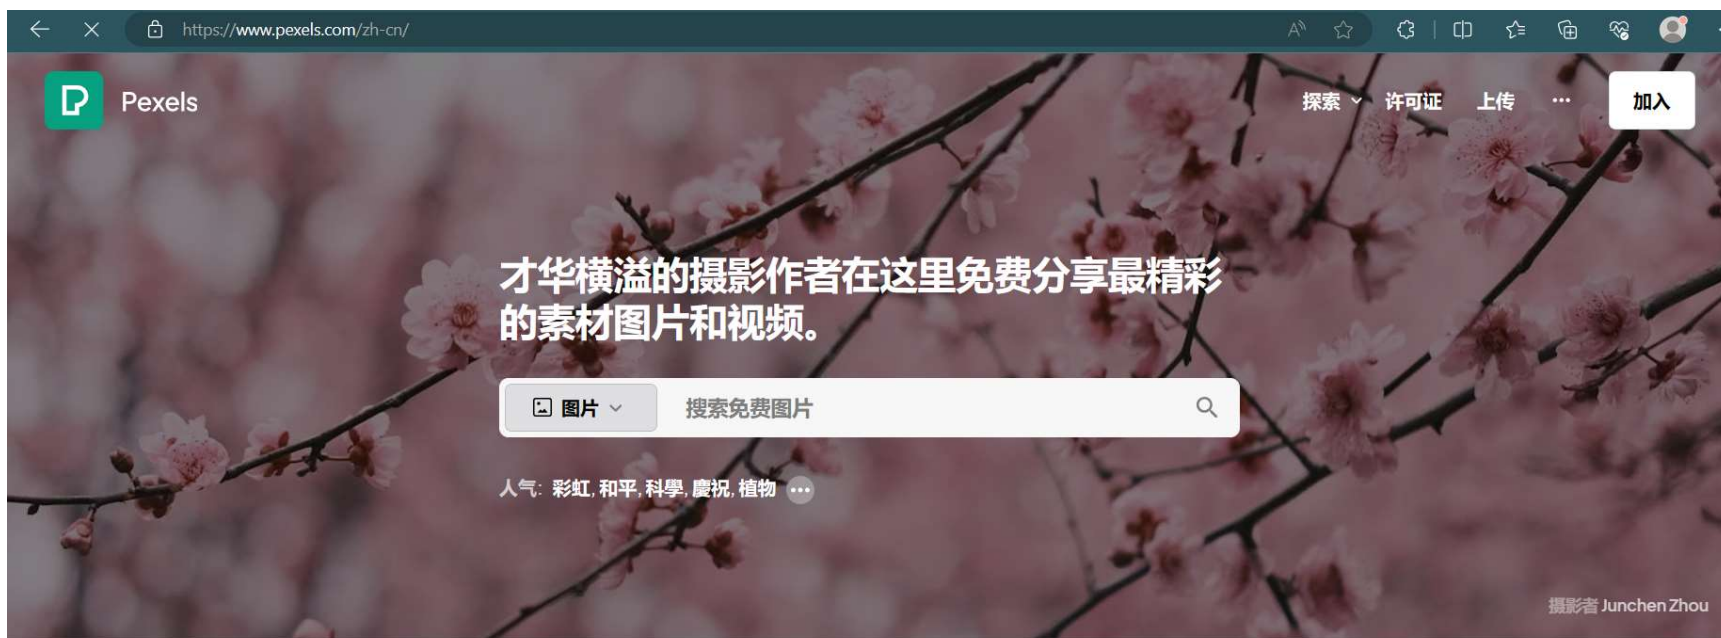 https://www.pexels.com/zh-cn/
Pexels
探索 许可证 上传 ··· 加入
才华横溢的摄影作者在这里免费分享最精彩
的素材图片和视频。
图片 搜索免费图片
人气: 彩虹, 和平, 科學, 慶祝, 植物 ···
摄影者 Junchen Zhou